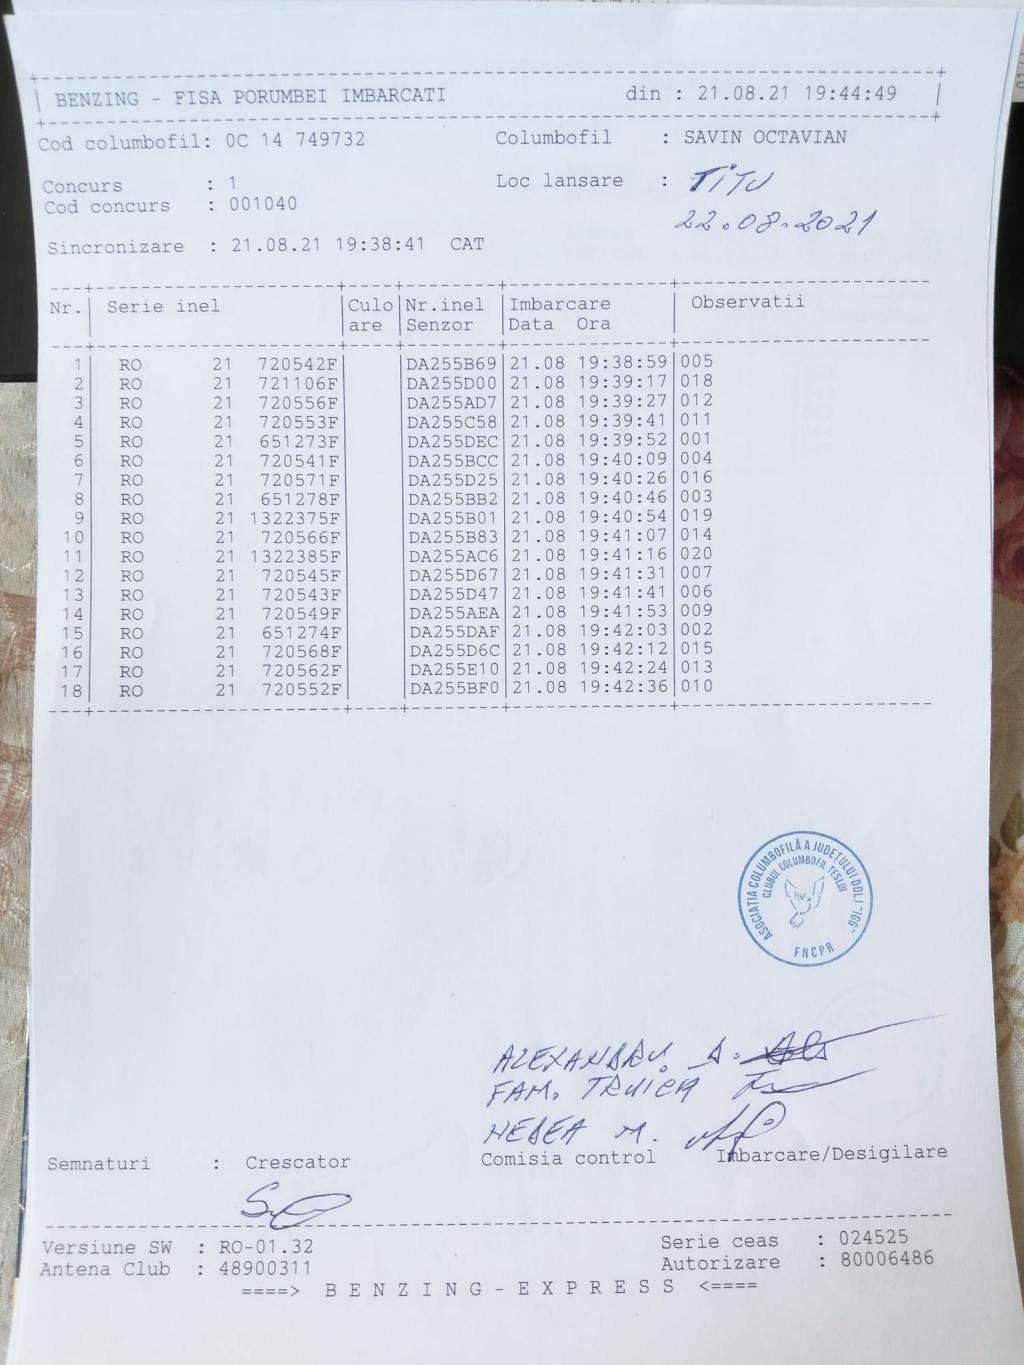 BENZING - FISA PORUMBEI IMBARCATI din : 21.08.21 19:44:49
Cod columbofil: 0C 14 749732 Columbofil : SAVIN OCTAVIAN
Concurs : 1 Loc lansare : TITU
Cod concurs : 001040 22.08.2021
Sincronizare : 21.08.21 19:38:41 CAT
Nr. Serie inel Culo Nr.inel Imbarcare Observatii
are Senzor Data Ora
1 RO 21 720542F DA255B69 21.08 19:38:59 005
2 RO 21 721106F DA255D00 21.08 19:39:17 018
3 RO 21 720556F DA255AD7 21.08 19:39:27 012
4 RO 21 720553F DA255C58 21.08 19:39:41 011
5 RO 21 651273F DA255DEC 21.08 19:39:52 001
6 RO 21 720541F DA255BCC 21.08 19:40:09 004
7 RO 21 720571F DA255D25 21.08 19:40:26 016
8 RO 21 651278F DA255BB2 21.08 19:40:46 003
9 RO 21 1322375F DA255B01 21.08 19:40:54 019
10 RO 21 720566F DA255B83 21.08 19:41:07 014
11 RO 21 1322385F DA255AC6 21.08 19:41:16 020
12 RO 21 720545F DA255D67 21.08 19:41:31 007
13 RO 21 720543F DA255D47 21.08 19:41:41 006
14 RO 21 720549F DA255AEA 21.08 19:41:53 009
15 RO 21 651274F DA255DAF 21.08 19:42:03 002
16 RO 21 720568F DA255D6C 21.08 19:42:12 015
17 RO 21 720562F DA255E10 21.08 19:42:24 013
18 RO 21 720552F DA255BF0 21.08 19:42:36 010
ASOCIATIA COLUMBOFILĂ A JUDEȚULUI DOLJ "106"
CLUBUL COLUMBOFIL TESLUI
FNCPR
ALEXANDRU. A.
FAM. TRUICA
NEDEA M.
Semnaturi : Crescator Comisia control Imbarcare/Desigilare
Versiune SW : RO-01.32 Serie ceas : 024525
Antena Club : 48900311 Autorizare : 80006486
====> BENZING-EXPRESS <====